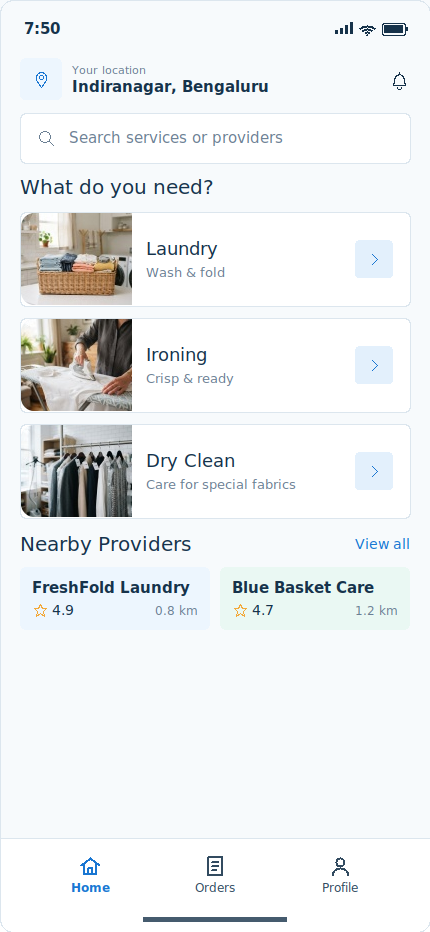 7:50
Your location
Indiranagar, Bengaluru
Search services or providers
What do you need?
Laundry
Wash & fold
Ironing
Crisp & ready
Dry Clean
Care for special fabrics
Nearby Providers View all
FreshFold Laundry Blue Basket Care
4.9 0.8 km 4.7 1.2 km
Home Orders Profile